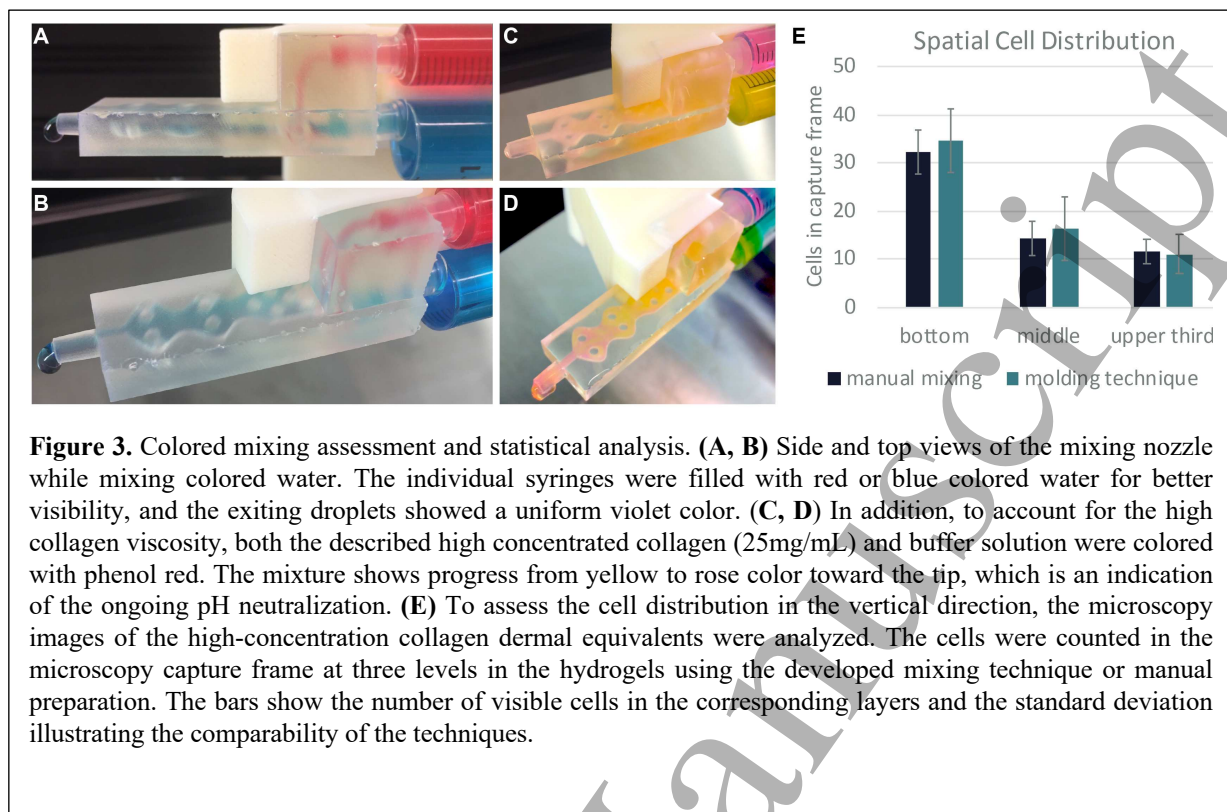 A
B
C
D
E
Spatial Cell Distribution
Cells in capture frame
50
40
30
20
10
0
bottom middle upper third
manual mixing molding technique
Figure 3. Colored mixing assessment and statistical analysis. (A, B) Side and top views of the mixing nozzle
while mixing colored water. The individual syringes were filled with red or blue colored water for better
visibility, and the exiting droplets showed a uniform violet color. (C, D) In addition, to account for the high
collagen viscosity, both the described high concentrated collagen (25mg/mL) and buffer solution were colored
with phenol red. The mixture shows progress from yellow to rose color toward the tip, which is an indication
of the ongoing pH neutralization. (E) To assess the cell distribution in the vertical direction, the microscopy
images of the high-concentration collagen dermal equivalents were analyzed. The cells were counted in the
microscopy capture frame at three levels in the hydrogels using the developed mixing technique or manual
preparation. The bars show the number of visible cells in the corresponding layers and the standard deviation
illustrating the comparability of the techniques.
anuscript